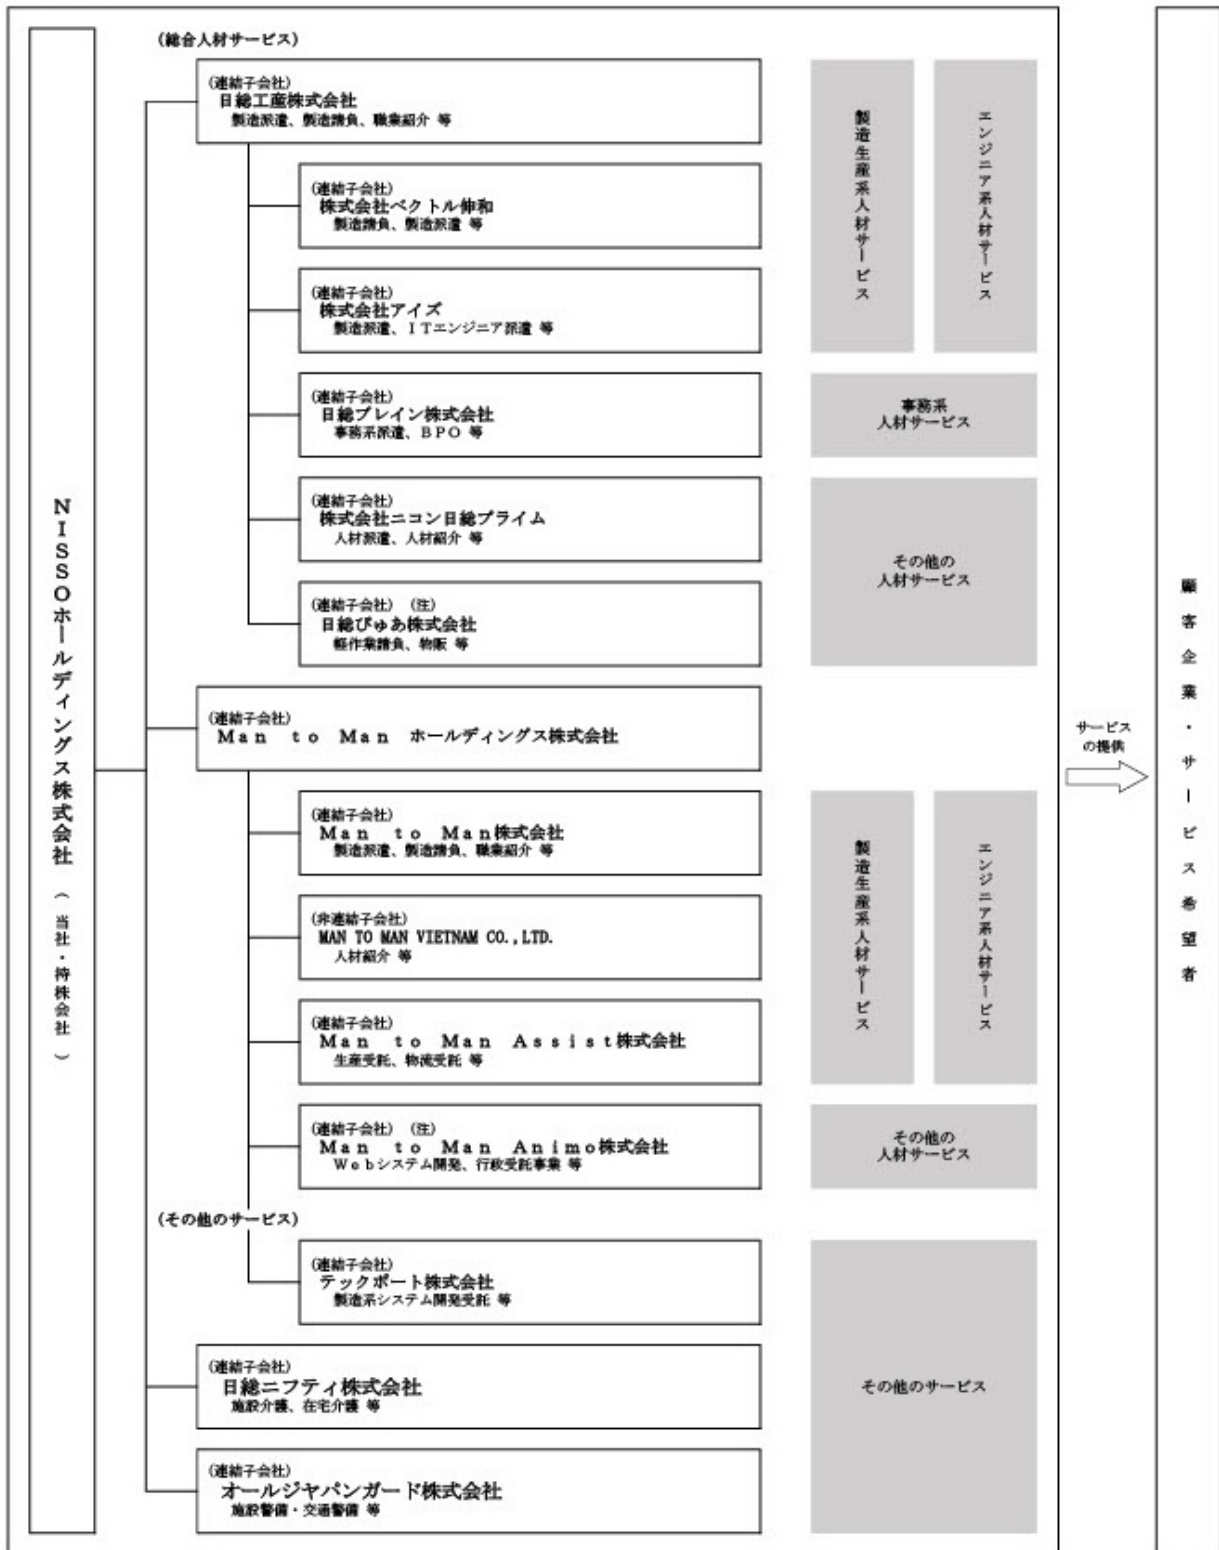 NISSOホールディングス株式会社（当社・持株会社）
(総合人材サービス)
(連結子会社)
日総工産株式会社
製造派遣、製造請負、職業紹介 等
(連結子会社)
株式会社ベクトル伸和
製造請負、製造派遣 等
(連結子会社)
株式会社アイズ
製造派遣、ITエンジニア派遣 等
(連結子会社)
日総ブレイン株式会社
事務系派遣、BPO 等
(連結子会社)
株式会社ニコン日総プライム
人材派遣、人材紹介 等
(連結子会社) (注)
日総ぴゅあ株式会社
軽作業請負、物販 等
製造生産系人材サービス
エンジニア系人材サービス
事務系
人材サービス
その他の
人材サービス
(連結子会社)
Man to Man ホールディングス株式会社
(連結子会社)
Man to Man株式会社
製造派遣、製造請負、職業紹介 等
(非連結子会社)
MAN TO MAN VIETNAM CO.,LTD.
人材紹介 等
(連結子会社)
Man to Man Assist株式会社
生産受託、物流受託 等
(連結子会社) (注)
Man to Man Animo株式会社
Webシステム開発、行政受託事業 等
製造生産系人材サービス
エンジニア系人材サービス
その他の
人材サービス
(その他のサービス)
(連結子会社)
テックポート株式会社
製造系システム開発受託 等
(連結子会社)
日総ニフティ株式会社
施設介護、在宅介護 等
(連結子会社)
オールジャパンガード株式会社
施設警備・交通警備 等
その他のサービス
サービス
の提供
顧客企業・サービス希望者